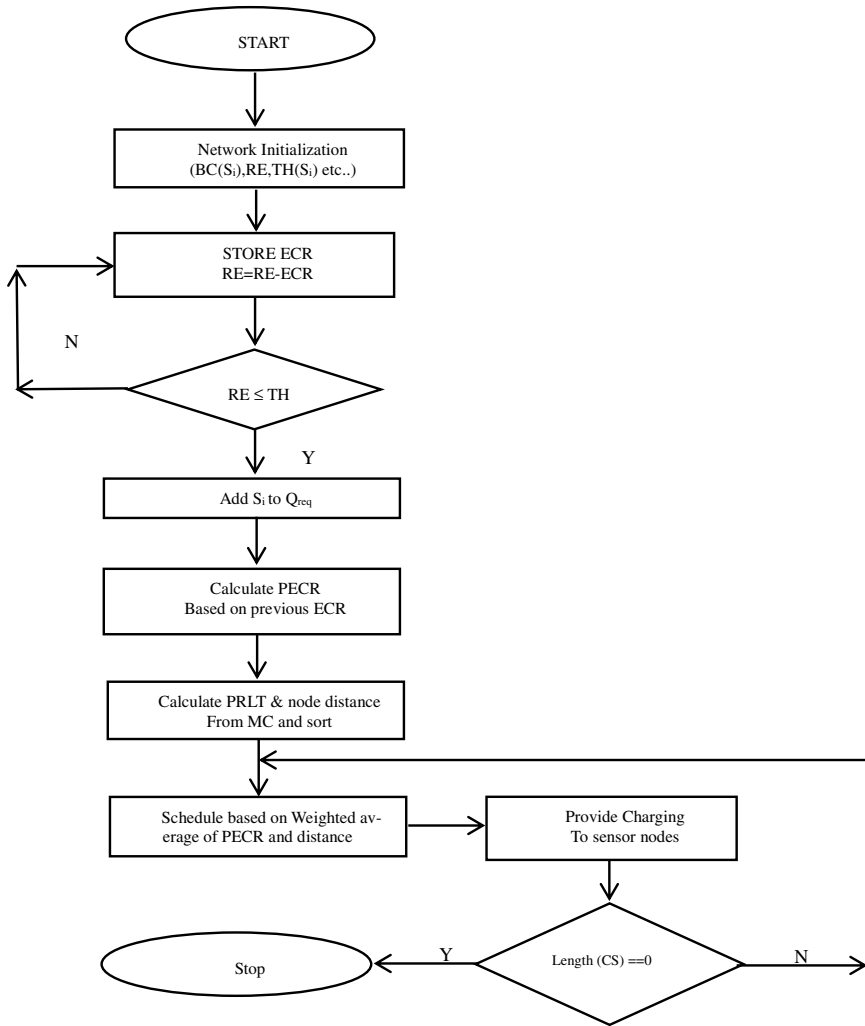 START
Network Initialization
(BC(Sᵢ),RE,TH(Sᵢ) etc..)
STORE ECR
RE=RE-ECR
N
RE ≤ TH
Y
Add Sᵢ to Qreq
Calculate PECR
Based on previous ECR
Calculate PRLT & node distance
From MC and sort
Schedule based on Weighted av-
erage of PECR and distance
Provide Charging
To sensor nodes
Length (CS) ==0
Y
N
Stop